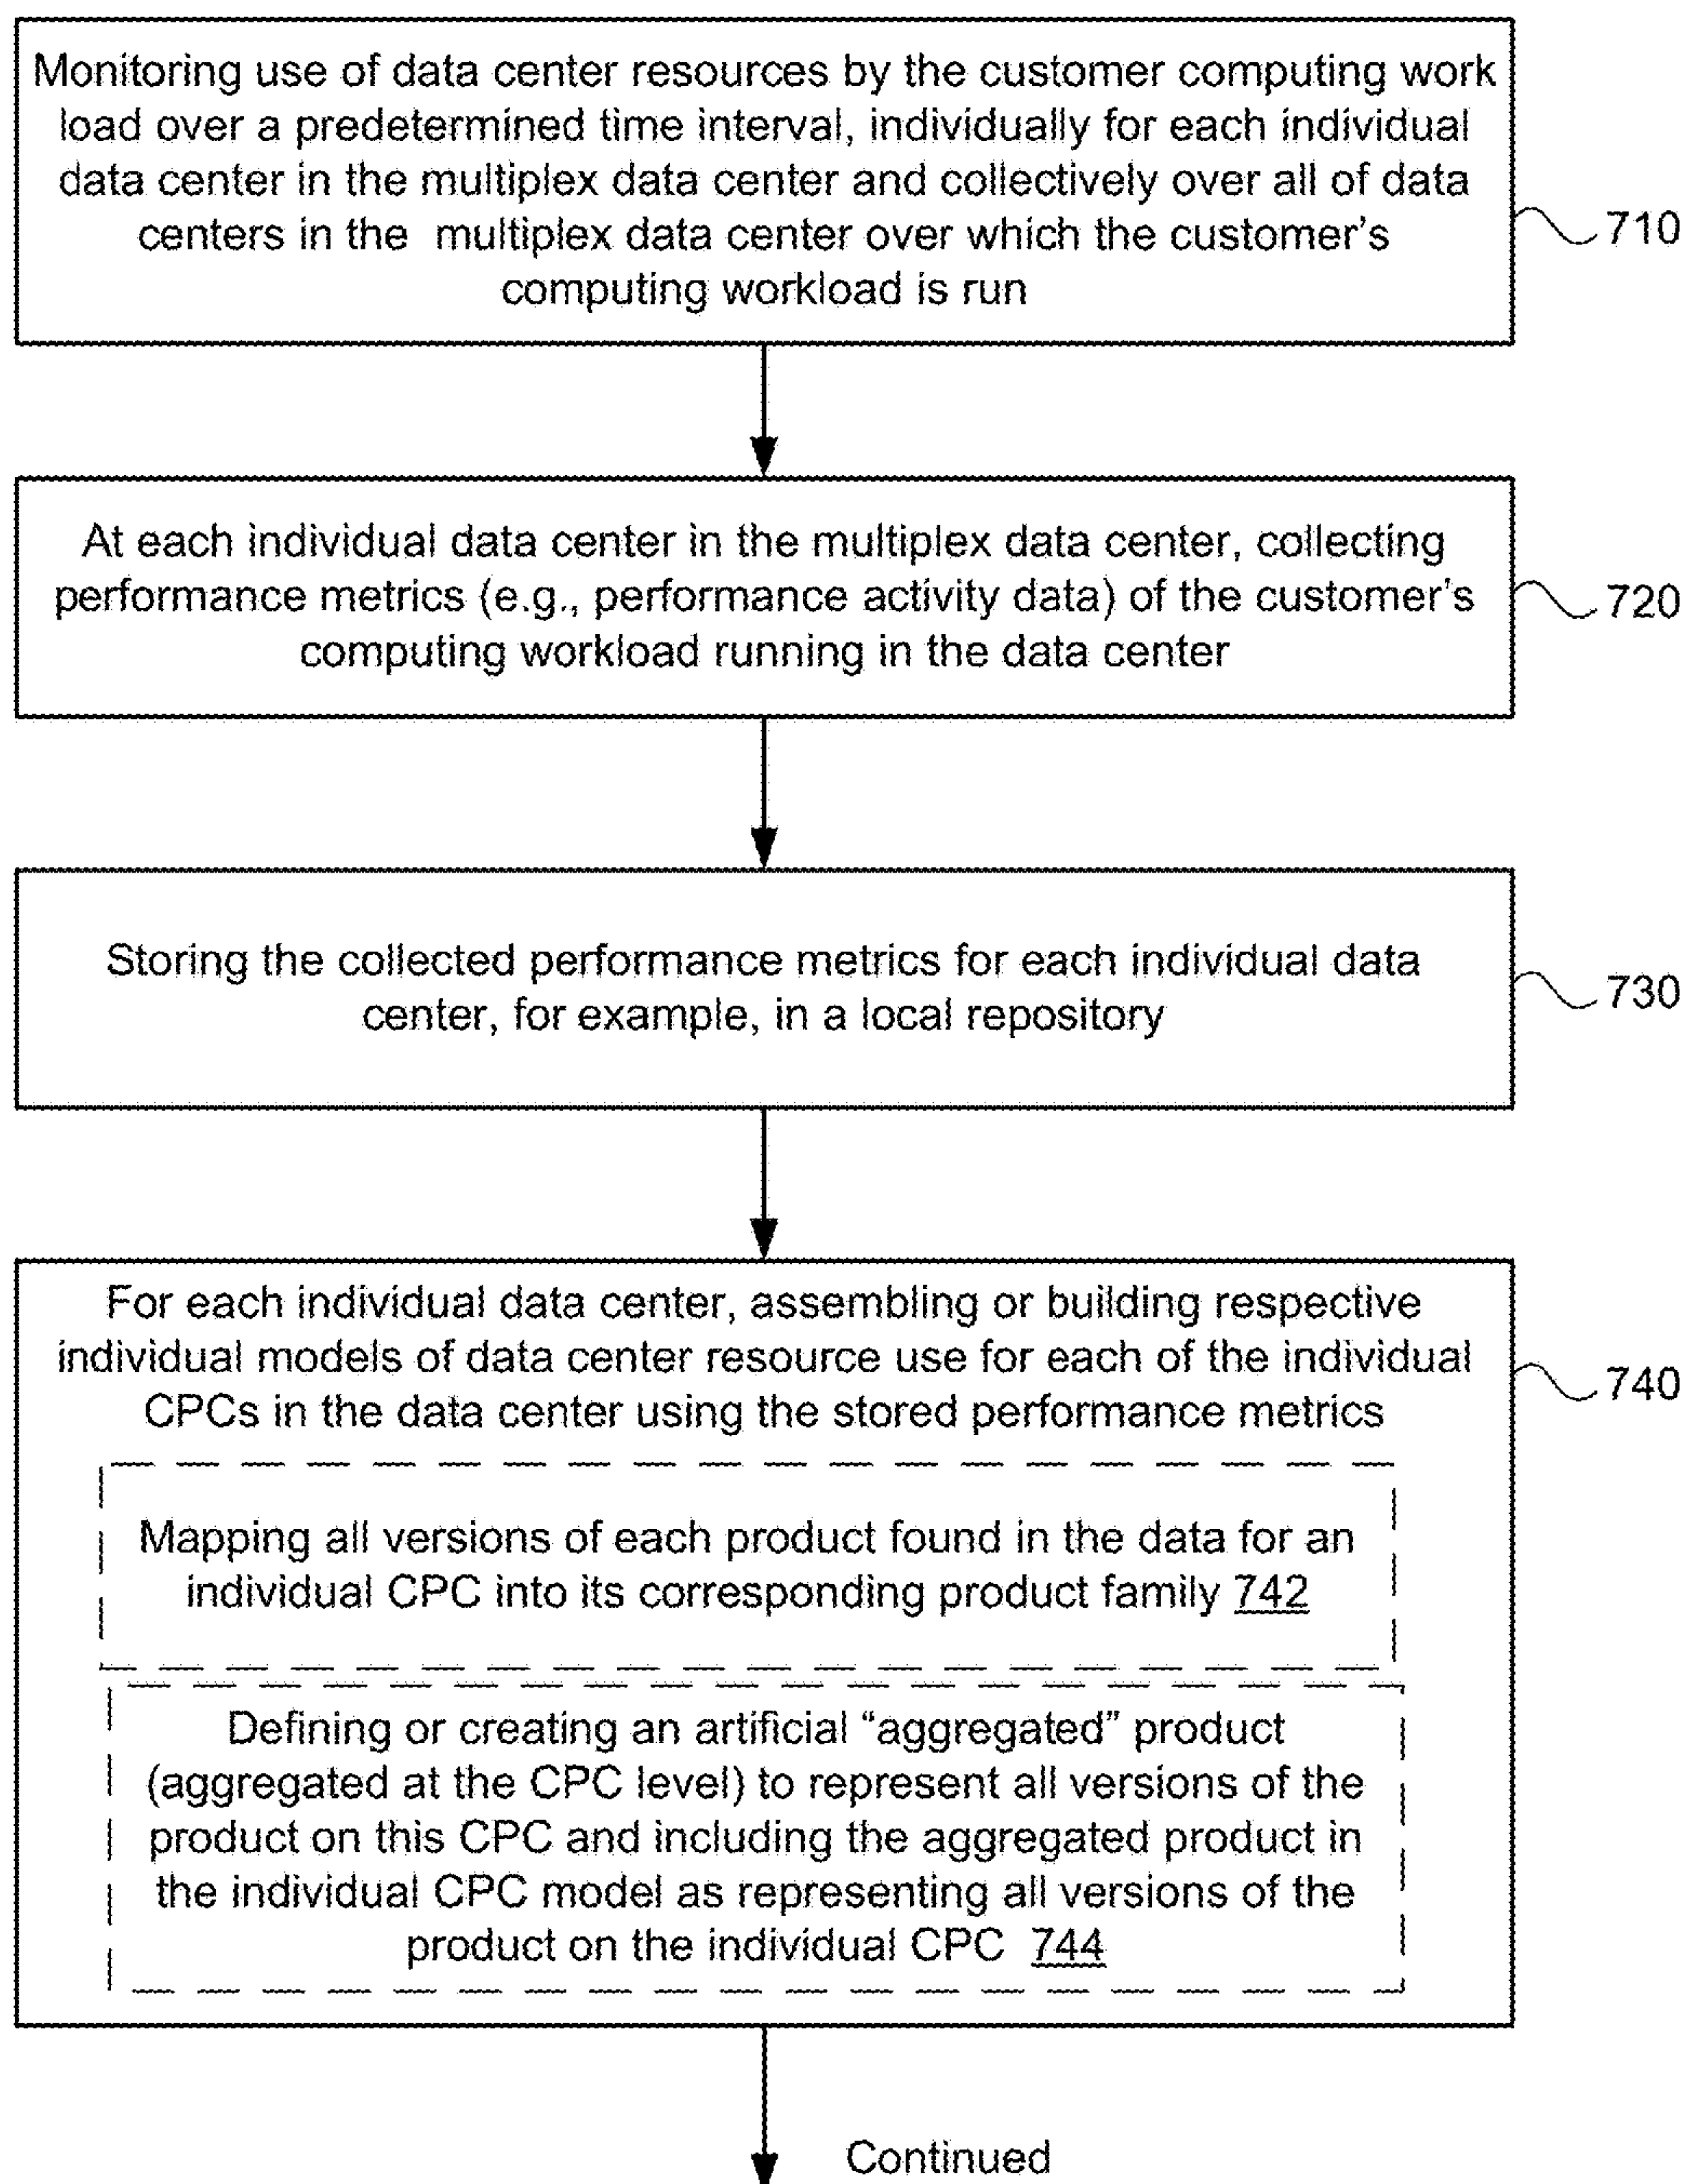 Monitoring use of data center resources by the customer computing work
load over a predetermined time interval, individually for each individual
data center in the multiplex data center and collectively over all of data
centers in the multiplex data center over which the customer's
computing workload is run
710
At each individual data center in the multiplex data center, collecting
performance metrics (e.g., performance activity data) of the customer's
computing workload running in the data center
720
Storing the collected performance metrics for each individual data
center, for example, in a local repository
730
For each individual data center, assembling or building respective
individual models of data center resource use for each of the individual
CPCs in the data center using the stored performance metrics
740
Mapping all versions of each product found in the data for an
individual CPC into its corresponding product family 742
Defining or creating an artificial “aggregated” product
(aggregated at the CPC level) to represent all versions of the
product on this CPC and including the aggregated product in
the individual CPC model as representing all versions of the
product on the individual CPC 744
Continued